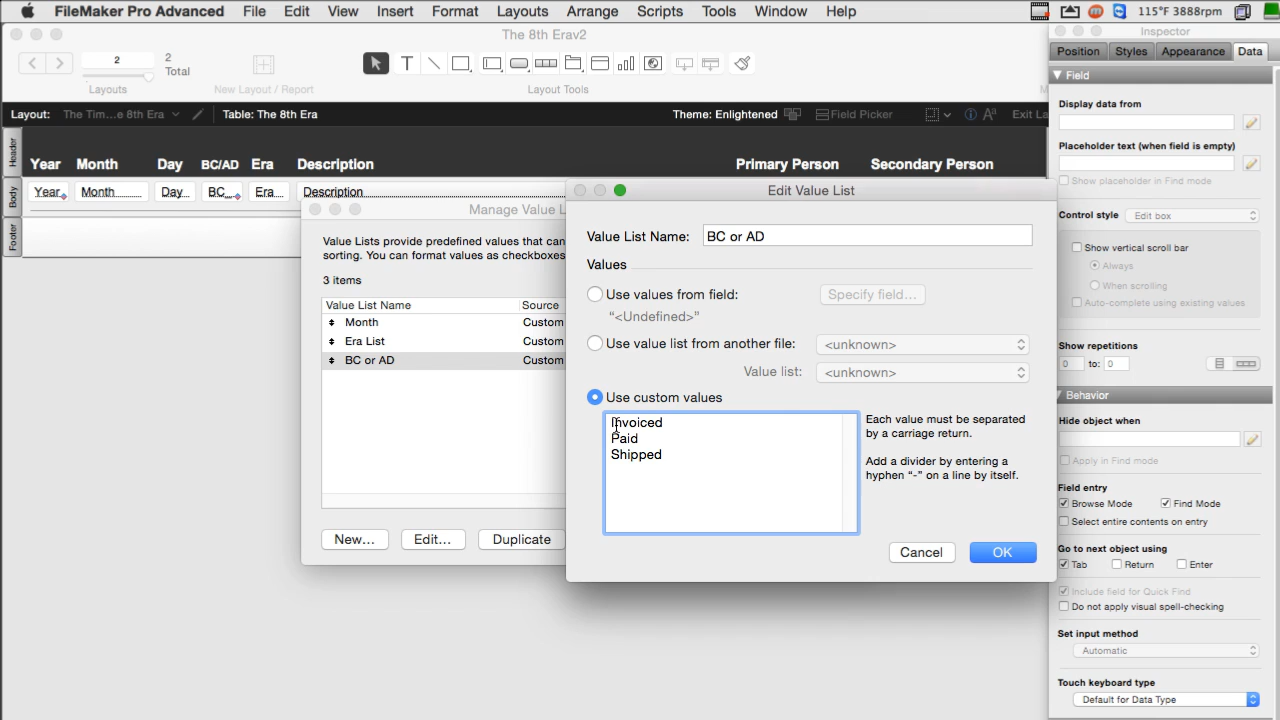 FileMaker Pro Advanced File Edit View Insert Format Layouts Arrange Scripts Tools Window Help 115°F 3888rpm
The 8th Erav2
Inspector
2
2
Total
Layouts
New Layout / Report
Layout Tools
M
Position Styles Appearance Data
Field
Layout: The Tim...e 8th Era Table: The 8th Era Theme: Enlightened Field Picker Aª Exit La
Display data from
Placeholder text (when field is empty)
Show placeholder in Find mode
Control style Edit box
Show vertical scroll bar
Always
When scrolling
Auto-complete using existing values
Show repetitions
0 to: 0
Behavior
Hide object when
Apply in Find mode
Field entry
Browse Mode Find Mode
Select entire contents on entry
Go to next object using
Tab Return Enter
Include field for Quick Find
Do not apply visual spell-checking
Set input method
Automatic
Touch keyboard type
Default for Data Type
Header
Body
Footer
Year Month Day BC/AD Era Description Primary Person Secondary Person
Year Month Day BC... Era Description
Manage Value L
Value Lists provide predefined values that can
sorting. You can format values as checkboxes
3 items
Value List Name Source
Month Custom
Era List Custom
BC or AD Custom
New... Edit... Duplicate
Edit Value List
Value List Name: BC or AD
Values
Use values from field: Specify field...
“<Undefined>”
Use value list from another file: <unknown>
Value list: <unknown>
Use custom values
Invoiced
Paid
Shipped
Each value must be separated
by a carriage return.
Add a divider by entering a
hyphen “-” on a line by itself.
Cancel OK